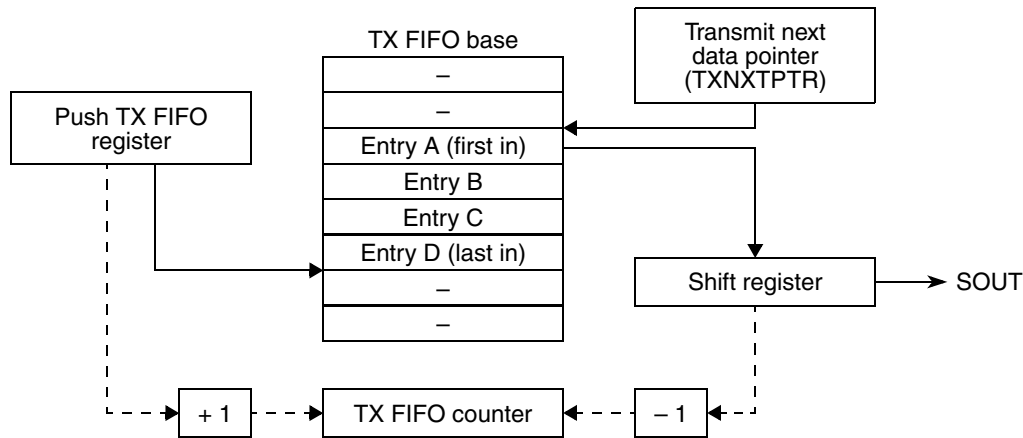 TX FIFO base
Transmit next
data pointer
(TXNXTPTR)
Push TX FIFO
register
–
–
Entry A (first in)
Entry B
Entry C
Entry D (last in)
–
–
Shift register
SOUT
+ 1
TX FIFO counter
– 1